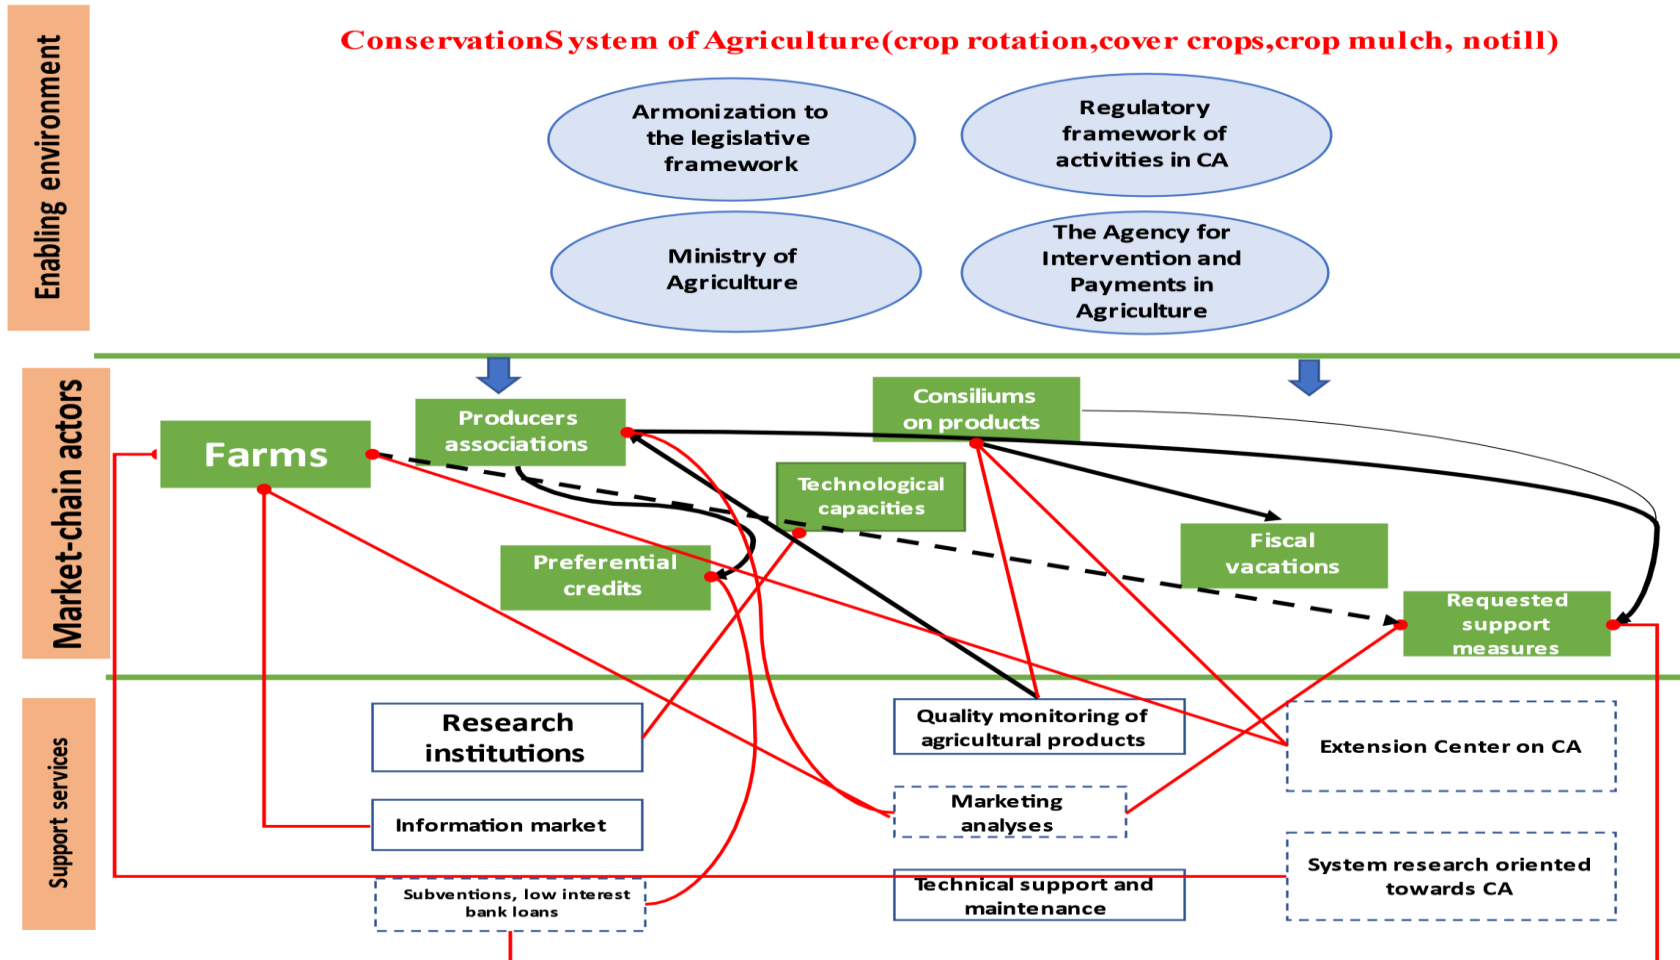 ConservationSystem of Agriculture(crop rotation,cover crops,crop mulch, notill)
Enabling environment
Armonization to
the legislative
framework
Regulatory
framework of
activities in CA
Ministry of
Agriculture
The Agency for
Intervention and
Payments in
Agriculture
Market-chain actors
Farms
Producers
associations
Consiliums
on products
Technological
capacities
Preferential
credits
Fiscal
vacations
Requested
support
measures
Support services
Research
institutions
Quality monitoring of
agricultural products
Extension Center on CA
Information market
Marketing
analyses
Subventions, low interest
bank loans
Technical support and
maintenance
System research oriented
towards CA